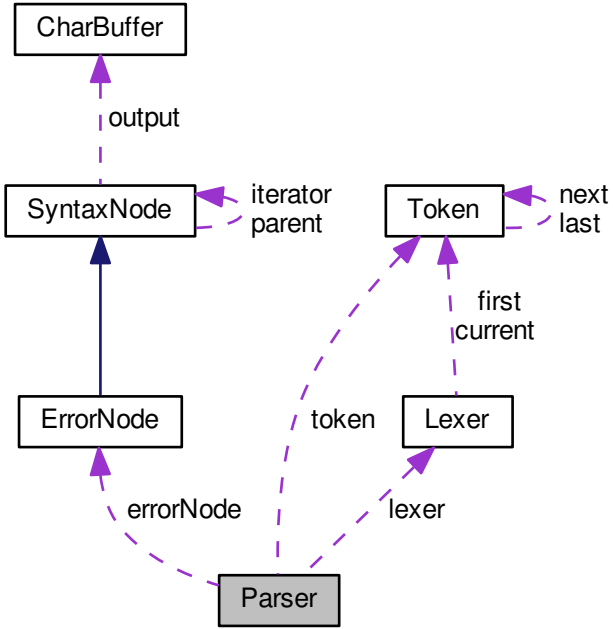 CharBuffer
output
SyntaxNode
iterator
parent
Token
next
last
first
current
ErrorNode
token
Lexer
errorNode
lexer
Parser